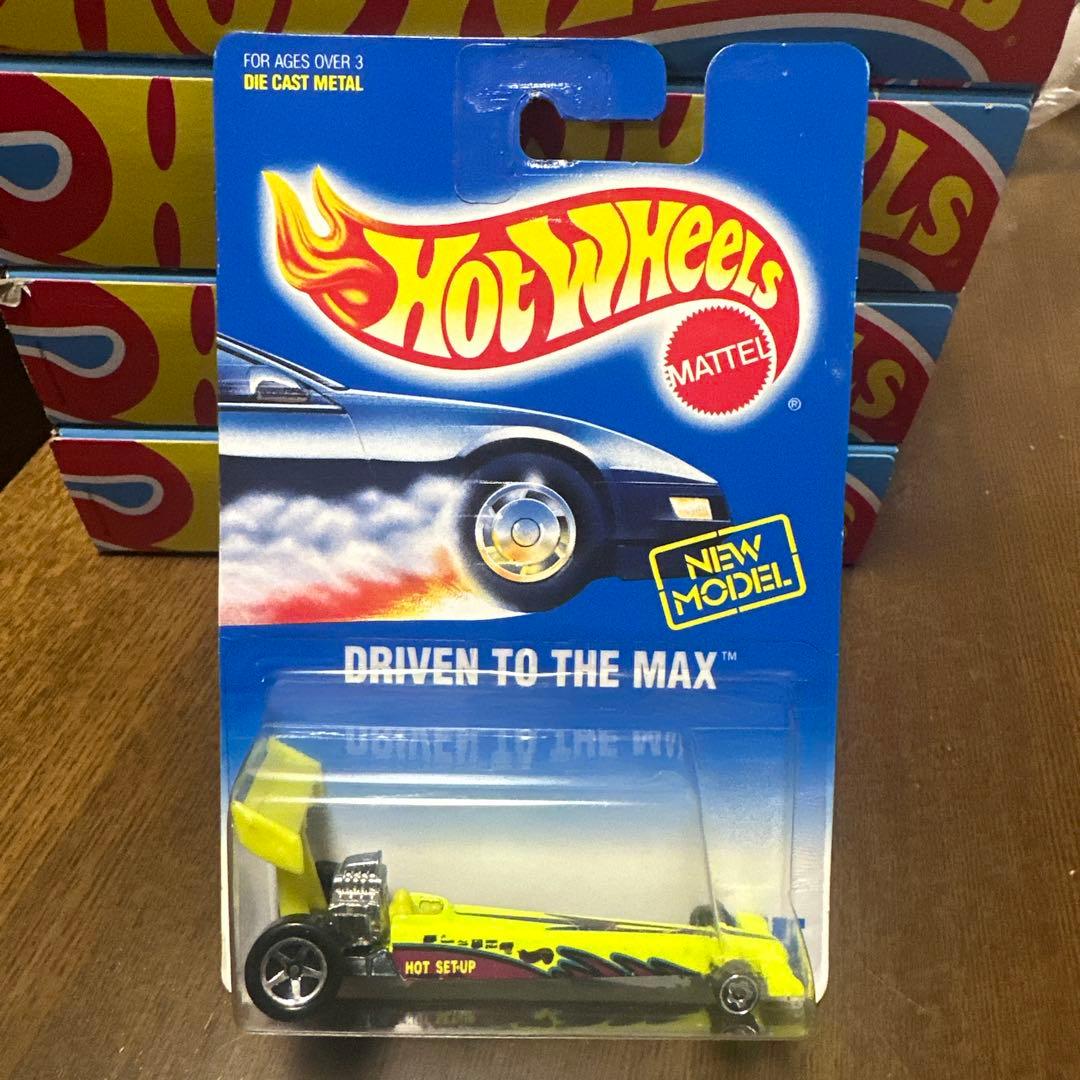 FOR AGES OVER 3
DIE CAST METAL
HOT WHEELS
MATTEL
®
NEW
MODEL
DRIVEN TO THE MAX™
HOT SET-UP